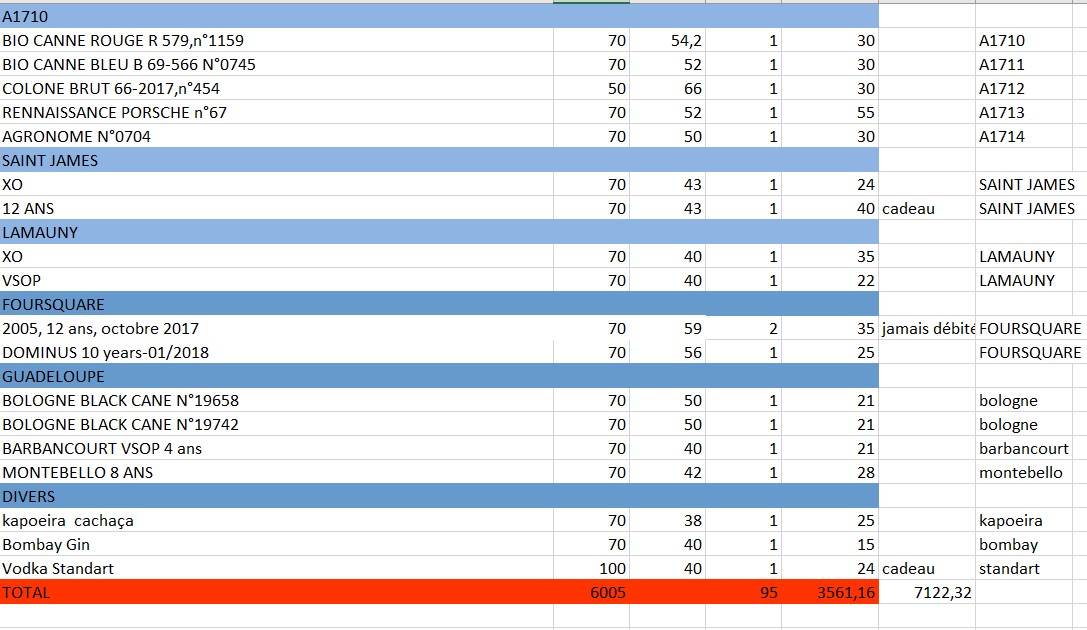 A1710
BIO CANNE ROUGE R 579,n°1159 70 54,2 1 30 A1710
BIO CANNE BLEU B 69-566 N°0745 70 52 1 30 A1711
COLONE BRUT 66-2017,n°454 50 66 1 30 A1712
RENNAISSANCE PORSCHE n°67 70 52 1 55 A1713
AGRONOME N°0704 70 50 1 30 A1714
SAINT JAMES
XO 70 43 1 24 SAINT JAMES
12 ANS 70 43 1 40 cadeau SAINT JAMES
LAMAUNY
XO 70 40 1 35 LAMAUNY
VSOP 70 40 1 22 LAMAUNY
FOURSQUARE
2005, 12 ans, octobre 2017 70 59 2 35 jamais débité FOURSQUARE
DOMINUS 10 years-01/2018 70 56 1 25 FOURSQUARE
GUADELOUPE
BOLOGNE BLACK CANE N°19658 70 50 1 21 bologne
BOLOGNE BLACK CANE N°19742 70 50 1 21 bologne
BARBANCOURT VSOP 4 ans 70 40 1 21 barbancourt
MONTEBELLO 8 ANS 70 42 1 28 montebello
DIVERS
kapoeira cachaça 70 38 1 25 kapoeira
Bombay Gin 70 40 1 15 bombay
Vodka Standart 100 40 1 24 cadeau standart
TOTAL 6005 95 3561,16 7122,32